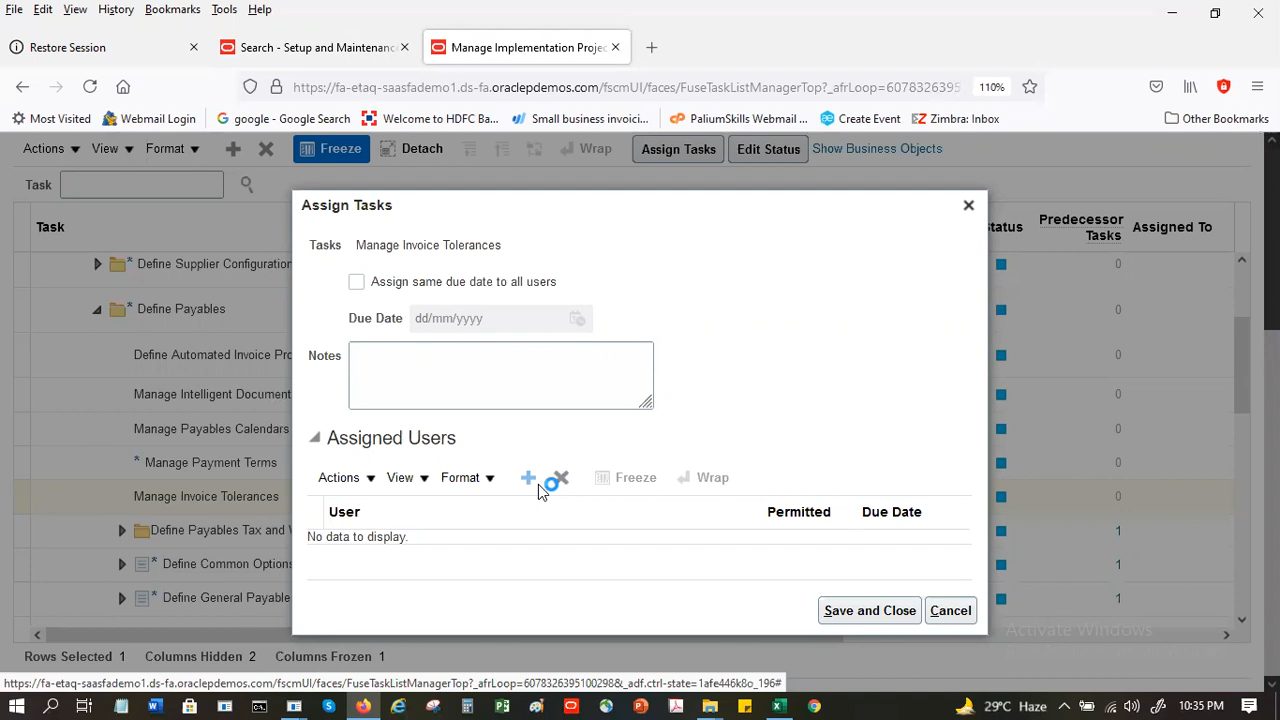 File Edit View History Bookmarks Tools Help
Restore Session × Search - Setup and Maintenance × Manage Implementation Projec ×
https://fa-etaq-saasfademo1.ds-fa.oraclepdemos.com/fscmUI/faces/FuseTaskListManagerTop?_afrLoop=6078326395 110%
Most Visited Webmail Login google - Google Search Welcome to HDFC Ba... Small business invoici... PaliumSkills Webmail ... Create Event Zimbra: Inbox Other Bookmarks
Actions View Format Freeze Detach Wrap Assign Tasks Edit Status Show Business Objects
Task
Task Status Predecessor Tasks Assigned To
Define Supplier Configuration 0
Define Payables 0
Define Automated Invoice Pro 0
Manage Intelligent Document 0
Manage Payables Calendars 0
* Manage Payment Terms 0
Manage Invoice Tolerances 0
Define Payables Tax and W 1
Define Common Options 1
Define General Payable 1
Assign Tasks
Tasks Manage Invoice Tolerances
Assign same due date to all users
Due Date dd/mm/yyyy
Notes
Assigned Users
Actions View Format Freeze Wrap
User Permitted Due Date
No data to display.
Save and Close Cancel
Activate Windows
Rows Selected 1 Columns Hidden 2 Columns Frozen 1
https://fa-etaq-saasfademo1.ds-fa.oraclepdemos.com/fscmUI/faces/FuseTaskListManagerTop?_afrLoop=6078326395100298&_adf.ctrl-state=1afe446k8o_196#
29°C Haze ENG 10:35 PM